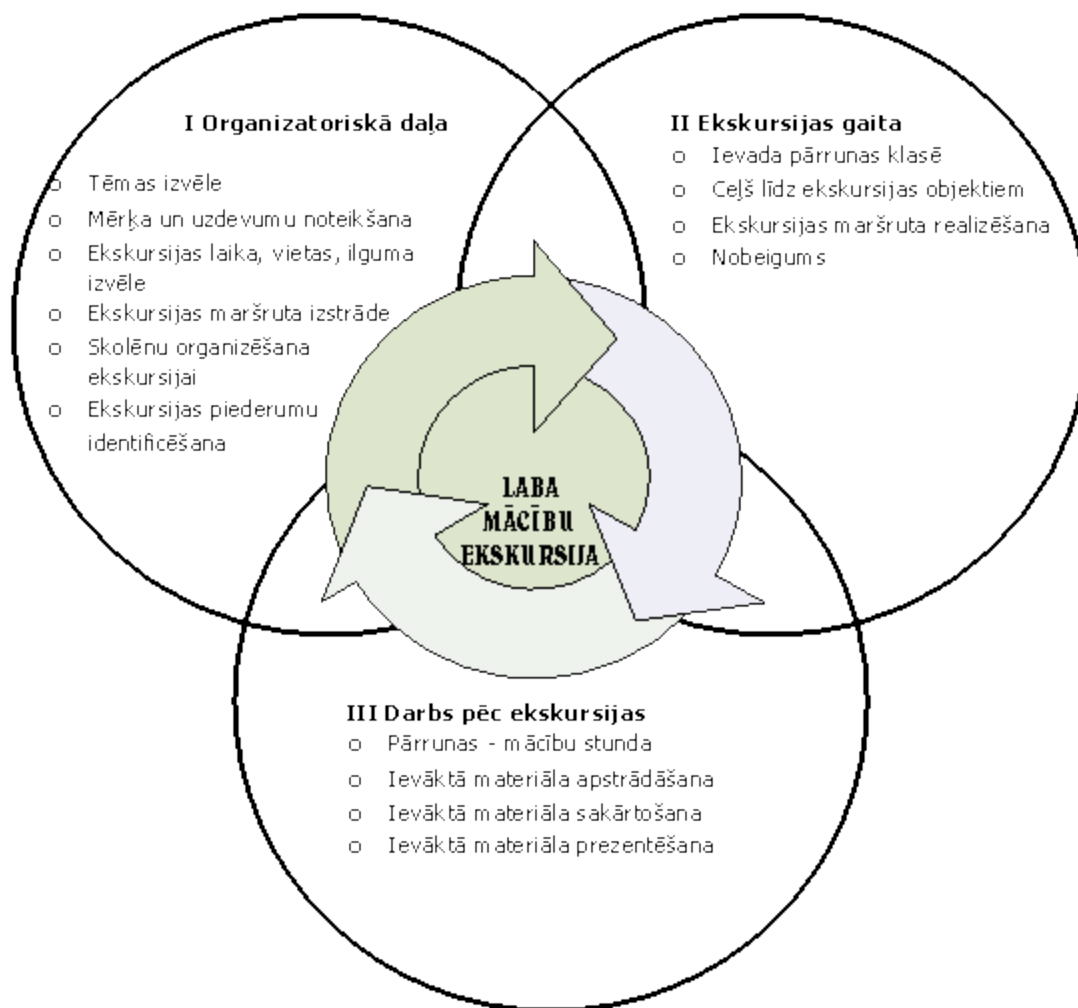 I Organizatoriskā daļa
o Tēmas izvēle
o Mērķa un uzdevumu noteikšana
o Ekskursijas laika, vietas, ilguma
izvēle
o Ekskursijas maršruta izstrāde
o Skolēnu organizēšana
ekskursijai
o Ekskursijas piederumu
identificēšana
II Ekskursijas gaita
o Ievada pārrunas klasē
o Ceļš līdz ekskursijas objektiem
o Ekskursijas maršruta realizēšana
o Nobeigums
LABA
MĀCĪBU
EKSKURSIJA
III Darbs pēc ekskursijas
o Pārrunas - mācību stunda
o Ievāktā materiāla apstrādāšana
o Ievāktā materiāla sakārtošana
o Ievāktā materiāla prezentēšana